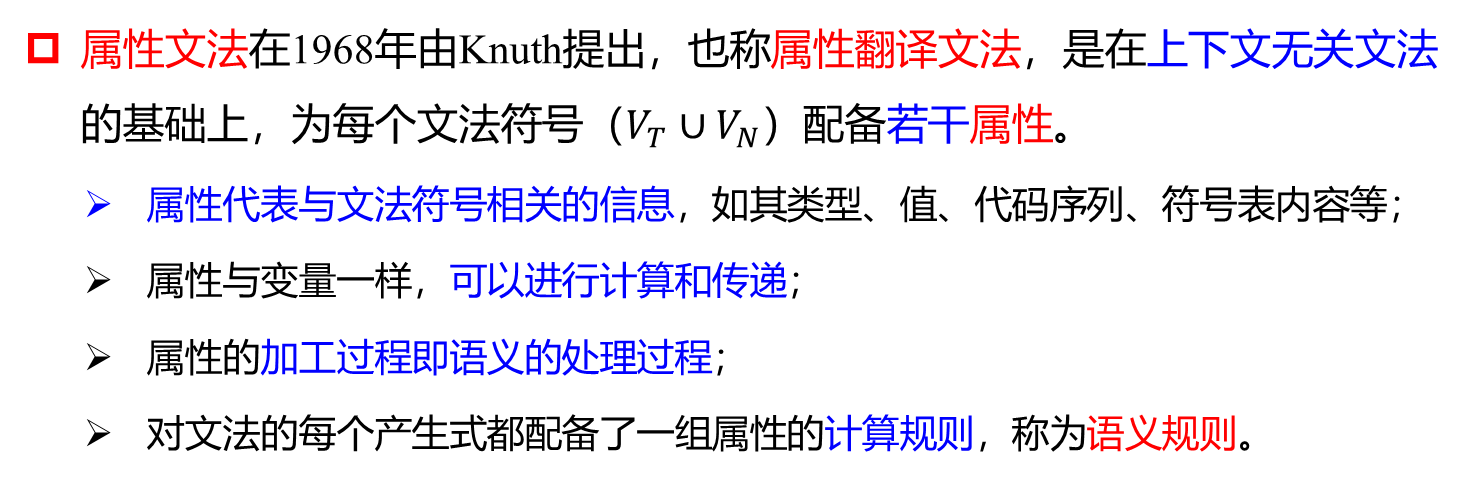 属性文法在1968年由Knuth提出，也称属性翻译文法，是在上下文无关文法
的基础上，为每个文法符号（V_T ∪ V_N）配备若干属性。
属性代表与文法符号相关的信息，如其类型、值、代码序列、符号表内容等；
属性与变量一样，可以进行计算和传递；
属性的加工过程即语义的处理过程；
对文法的每个产生式都配备了一组属性的计算规则，称为语义规则。